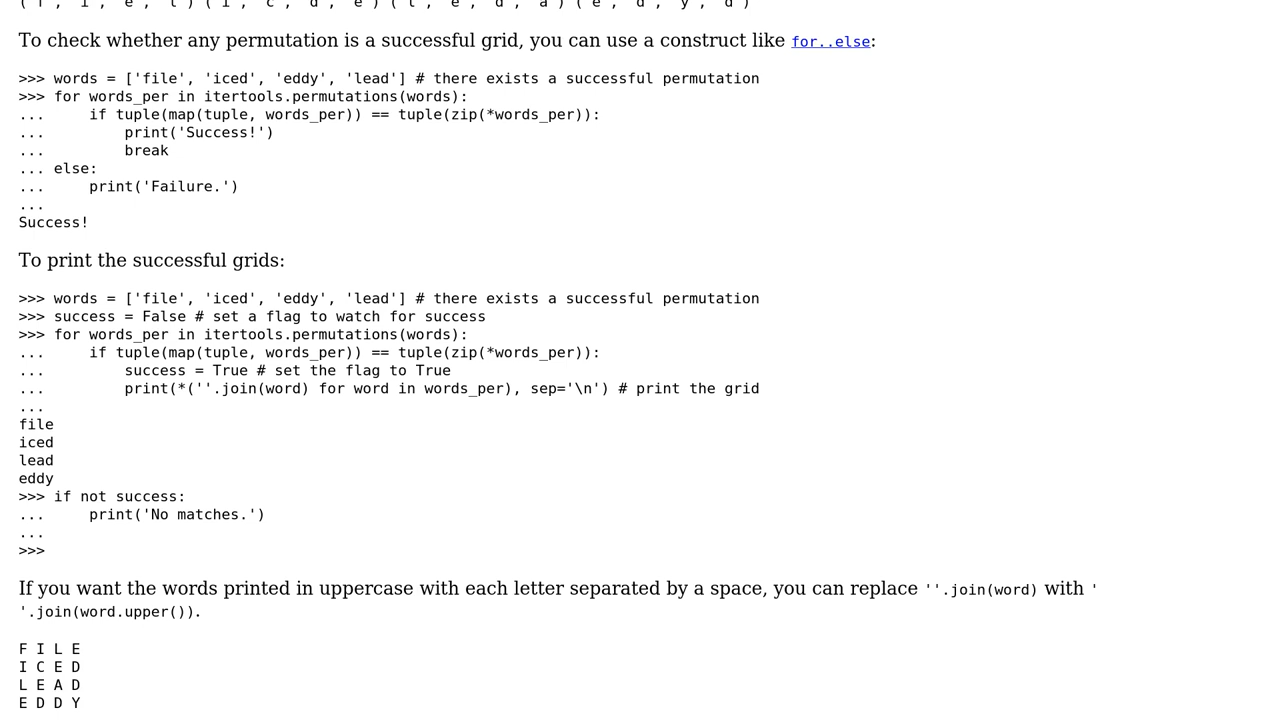 To check whether any permutation is a successful grid, you can use a construct like for..else:
>>> words = ['file', 'iced', 'eddy', 'lead'] # there exists a successful permutation
>>> for words_per in itertools.permutations(words):
...     if tuple(map(tuple, words_per)) == tuple(zip(*words_per)):
...         print('Success!')
...         break
... else:
...     print('Failure.')
...
Success!
To print the successful grids:
>>> words = ['file', 'iced', 'eddy', 'lead'] # there exists a successful permutation
>>> success = False # set a flag to watch for success
>>> for words_per in itertools.permutations(words):
...     if tuple(map(tuple, words_per)) == tuple(zip(*words_per)):
...         success = True # set the flag to True
...         print(*(''.join(word) for word in words_per), sep='\n') # print the grid
...
file
iced
lead
eddy
>>> if not success:
...     print('No matches.')
...
>>>
If you want the words printed in uppercase with each letter separated by a space, you can replace ''.join(word) with '
'.join(word.upper()).
F I L E
I C E D
L E A D
E D D Y